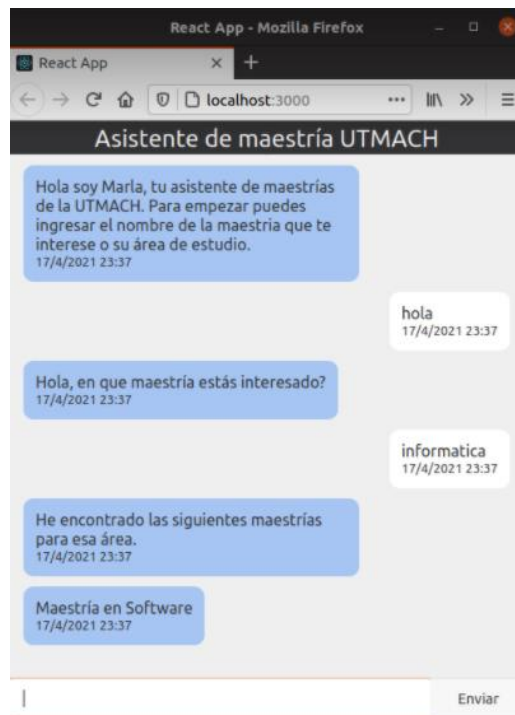 React App - Mozilla Firefox
React App
localhost:3000
Asistente de maestría UTMACH
Hola soy Marla, tu asistente de maestrías
de la UTMACH. Para empezar puedes
ingresar el nombre de la maestria que te
interese o su área de estudio.
17/4/2021 23:37
hola
17/4/2021 23:37
Hola, en que maestría estás interesado?
17/4/2021 23:37
informatica
17/4/2021 23:37
He encontrado las siguientes maestrías
para esa área.
17/4/2021 23:37
Maestría en Software
17/4/2021 23:37
Enviar